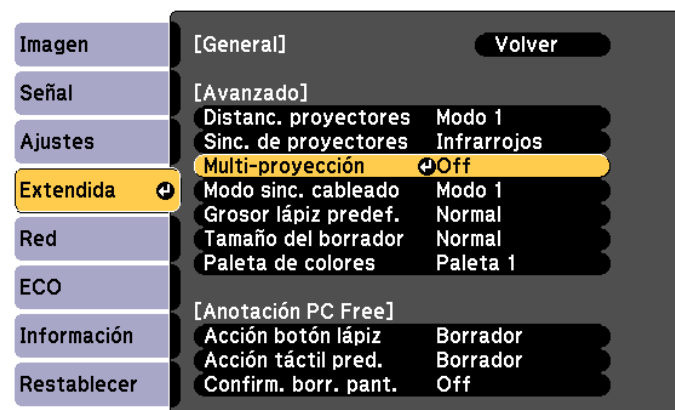 Imagen
Señal
Ajustes
Extendida
Red
ECO
Información
Restablecer
[General] Volver
[Avanzado]
Distanc. proyectores Modo 1
Sinc. de proyectores Infrarrojos
Multi-proyección Off
Modo sinc. cableado Modo 1
Grosor lápiz predef. Normal
Tamaño del borrador Normal
Paleta de colores Paleta 1
[Anotación PC Free]
Acción botón lápiz Borrador
Acción táctil pred. Borrador
Confirm. borr. pant. Off